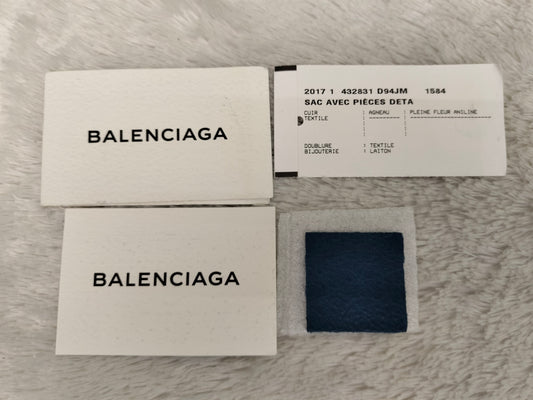 BALENCIAGA
2017 1 432831 D94JM 1584
SAC AVEC PIÈCES DETA
CUIR : AGNEAU : PLEINE FLEUR ANILINE
TEXTILE
DOUBLURE : TEXTILE
BIJOUTERIE : LAITON
BALENCIAGA